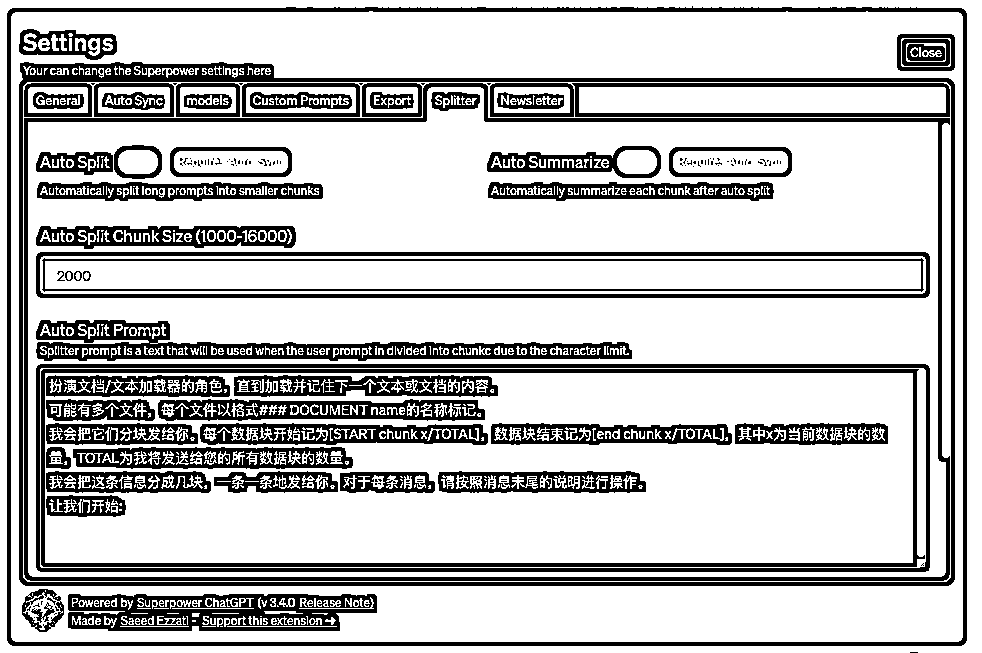 Settings
Close
Your can change the Superpower settings here
General Auto Sync models Custom Prompts Export Splitter Newsletter
Auto Split Require Auto Sync Auto Summarize Require Auto Sync
Automatically split long prompts into smaller chunks Automatically summarize each chunk after auto split
Auto Split Chunk Size (1000-16000)
2000
Auto Split Prompt
Splitter prompt is a text that will be used when the user prompt in divided into chunkc due to the character limit.
扮演文档/文本加载器的角色，直到加载并记住下一个文本或文档的内容。
可能有多个文件，每个文件以格式### DOCUMENT name的名称标记。
我会把它们分块发给你。每个数据块开始记为[START chunk x/TOTAL]，数据块结束记为[end chunk x/TOTAL]，其中x为当前数据块的数
量，TOTAL为我将发送给您的所有数据块的数量。
我会把这条信息分成几块，一条一条地发给你。对于每条消息，请按照消息末尾的说明进行操作。
让我们开始:
Powered by Superpower ChatGPT (v 3.4.0 Release Note)
Made by Saeed Ezzati - Support this extension ➜